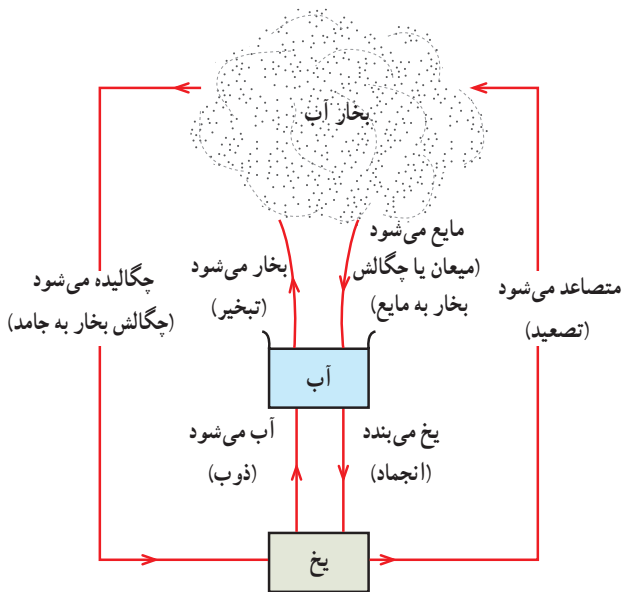 بخار آب
مایع می‌شود
(میعان یا چگالش
بخار به مایع)
بخار می‌شود
(تبخیر)
متصاعد می‌شود
(تصعید)
چگالیده می‌شود
(چگالش بخار به جامد)
آب
یخ می‌بندد
(انجماد)
آب می‌شود
(ذوب)
یخ